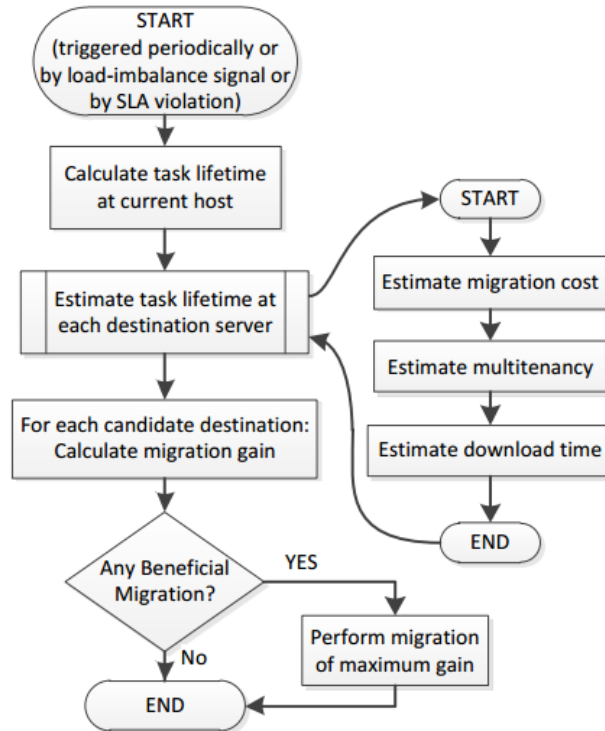 START
(triggered periodically or
by load-imbalance signal or
by SLA violation)
Calculate task lifetime
at current host
Estimate task lifetime at
each destination server
For each candidate destination:
Calculate migration gain
Any Beneficial
Migration?
YES
No
Perform migration
of maximum gain
END
START
Estimate migration cost
Estimate multitenancy
Estimate download time
END